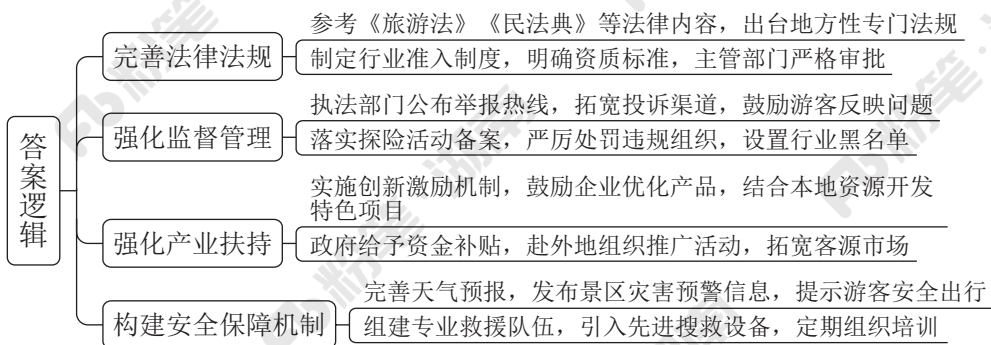 答案逻辑
完善法律法规
参考《旅游法》《民法典》等法律内容，出台地方性专门法规
制定行业准入制度，明确资质标准，主管部门严格审批
强化监督管理
执法部门公布举报热线，拓宽投诉渠道，鼓励游客反映问题
落实探险活动备案，严厉处罚违规组织，设置行业黑名单
强化产业扶持
实施创新激励机制，鼓励企业优化产品，结合本地资源开发
特色项目
政府给予资金补贴，赴外地组织推广活动，拓宽客源市场
构建安全保障机制
完善天气预报，发布景区灾害预警信息，提示游客安全出行
组建专业救援队伍，引入先进搜救设备，定期组织培训